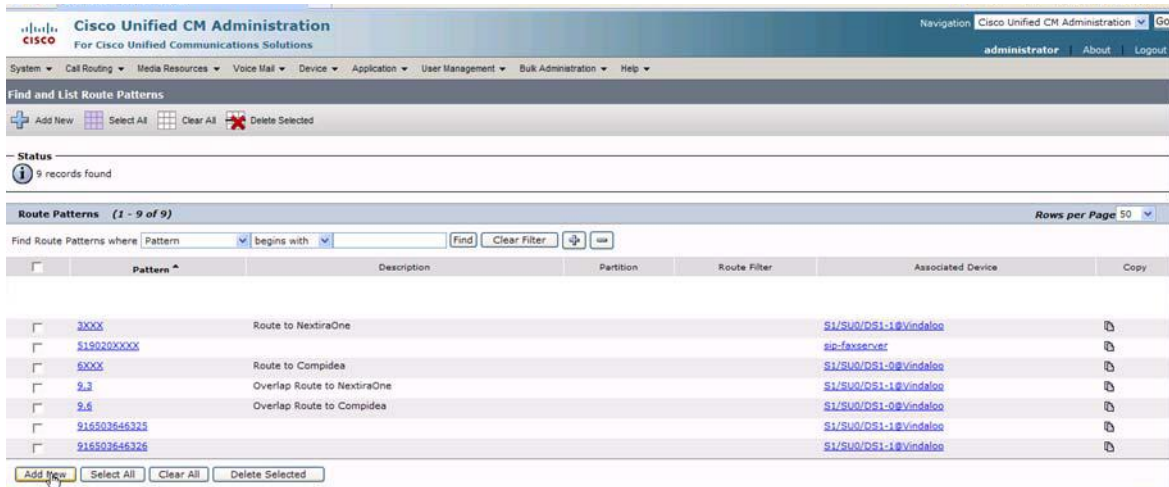 Cisco Unified CM Administration
For Cisco Unified Communications Solutions
CISCO
Navigation Cisco Unified CM Administration Go
administrator | About | Logout
System Call Routing Media Resources Voice Mail Device Application User Management Bulk Administration Help
Find and List Route Patterns
Add New Select All Clear All Delete Selected
Status
i 9 records found
Route Patterns (1 - 9 of 9) Rows per Page 50
Find Route Patterns where Pattern begins with Find Clear Filter
Pattern Description Partition Route Filter Associated Device Copy
3XXX Route to NextiraOne S1/SU0/DS1-1@Vindaloo
519020XXXX sip-faxserver
6XXX Route to Compidea S1/SU0/DS1-0@Vindaloo
9.3 Overlap Route to NextiraOne S1/SU0/DS1-1@Vindaloo
9.6 Overlap Route to Compidea S1/SU0/DS1-0@Vindaloo
916503646325 S1/SU0/DS1-1@Vindaloo
916503646326 S1/SU0/DS1-1@Vindaloo
Add New Select All Clear All Delete Selected